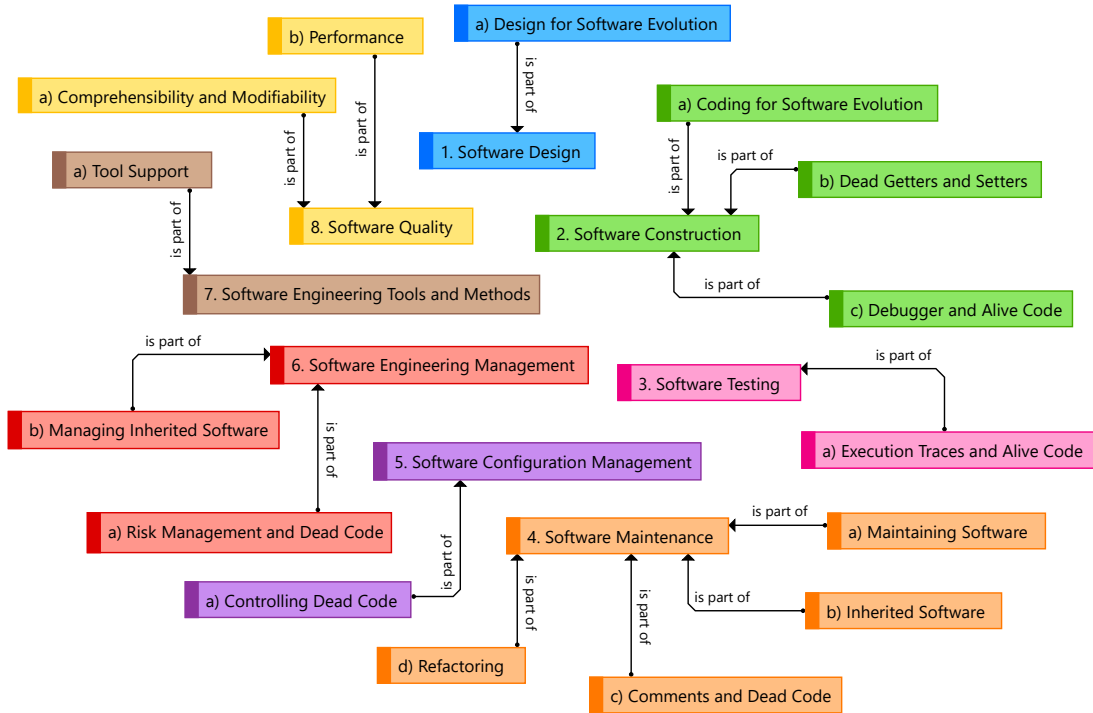 a) Design for Software Evolution
b) Performance
is part of
a) Comprehensibility and Modifiability
is part of
a) Coding for Software Evolution
is part of
1. Software Design
is part of
a) Tool Support
is part of
b) Dead Getters and Setters
is part of
8. Software Quality
2. Software Construction
is part of
7. Software Engineering Tools and Methods
is part of
c) Debugger and Alive Code
is part of
6. Software Engineering Management
is part of
3. Software Testing
b) Managing Inherited Software
is part of
a) Execution Traces and Alive Code
5. Software Configuration Management
a) Risk Management and Dead Code
is part of
4. Software Maintenance
is part of
a) Maintaining Software
a) Controlling Dead Code
is part of
is part of
is part of
b) Inherited Software
d) Refactoring
c) Comments and Dead Code